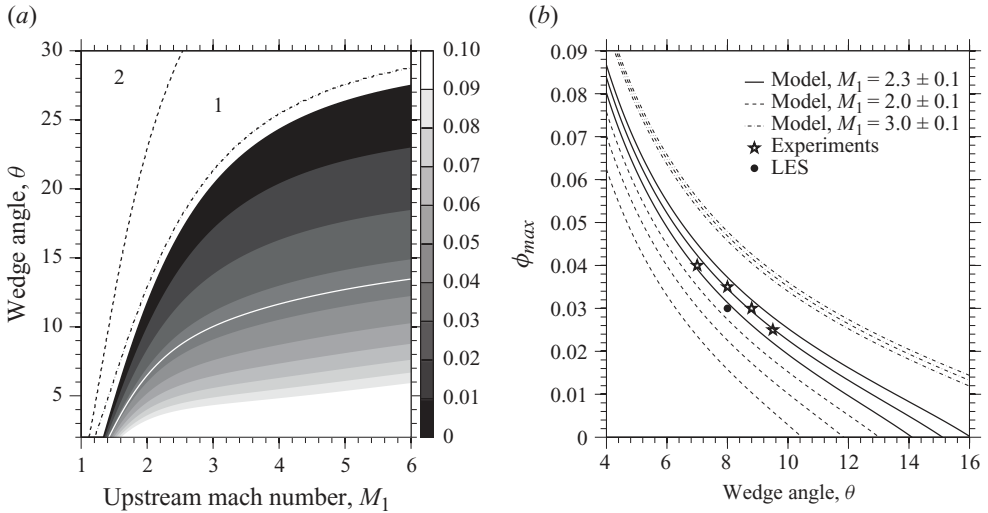 (a)
30
25
20
15
10
5
Wedge angle, θ
2
1
1 2 3 4 5 6
Upstream mach number, M1
0.10
0.09
0.08
0.07
0.06
0.05
0.04
0.03
0.02
0.01
0
(b)
0.09
0.08
0.07
0.06
0.05
0.04
0.03
0.02
0.01
0
ϕmax
Model, M1 = 2.3 ± 0.1
Model, M1 = 2.0 ± 0.1
Model, M1 = 3.0 ± 0.1
Experiments
LES
4 6 8 10 12 14 16
Wedge angle, θ